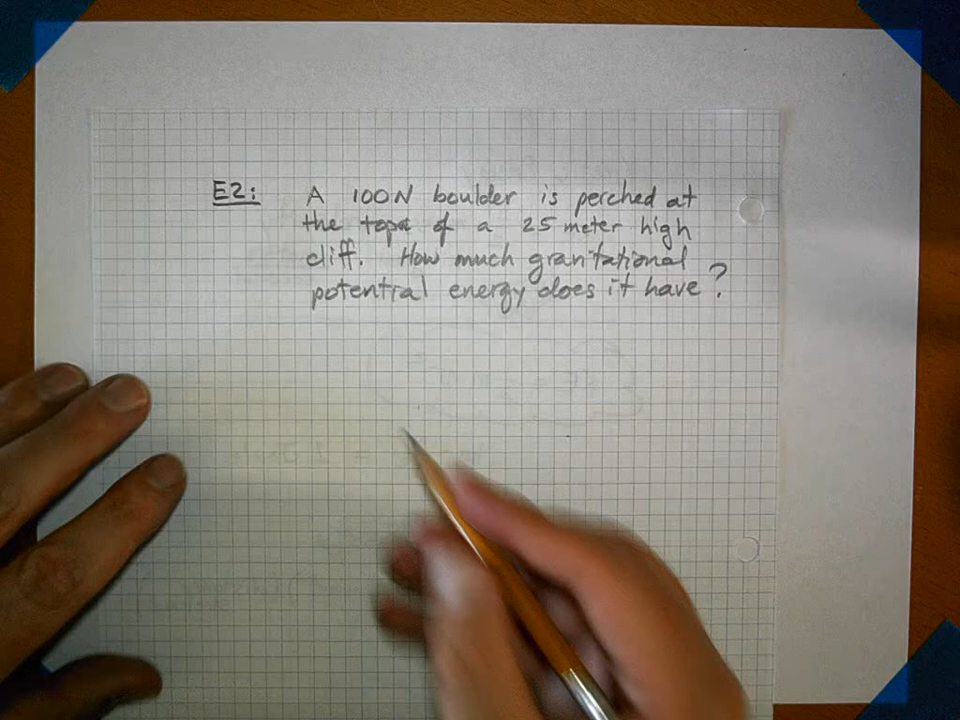 E2: A 100N boulder is perched at
the top of a 25 meter high
cliff. How much gravitational
potential energy does it have?